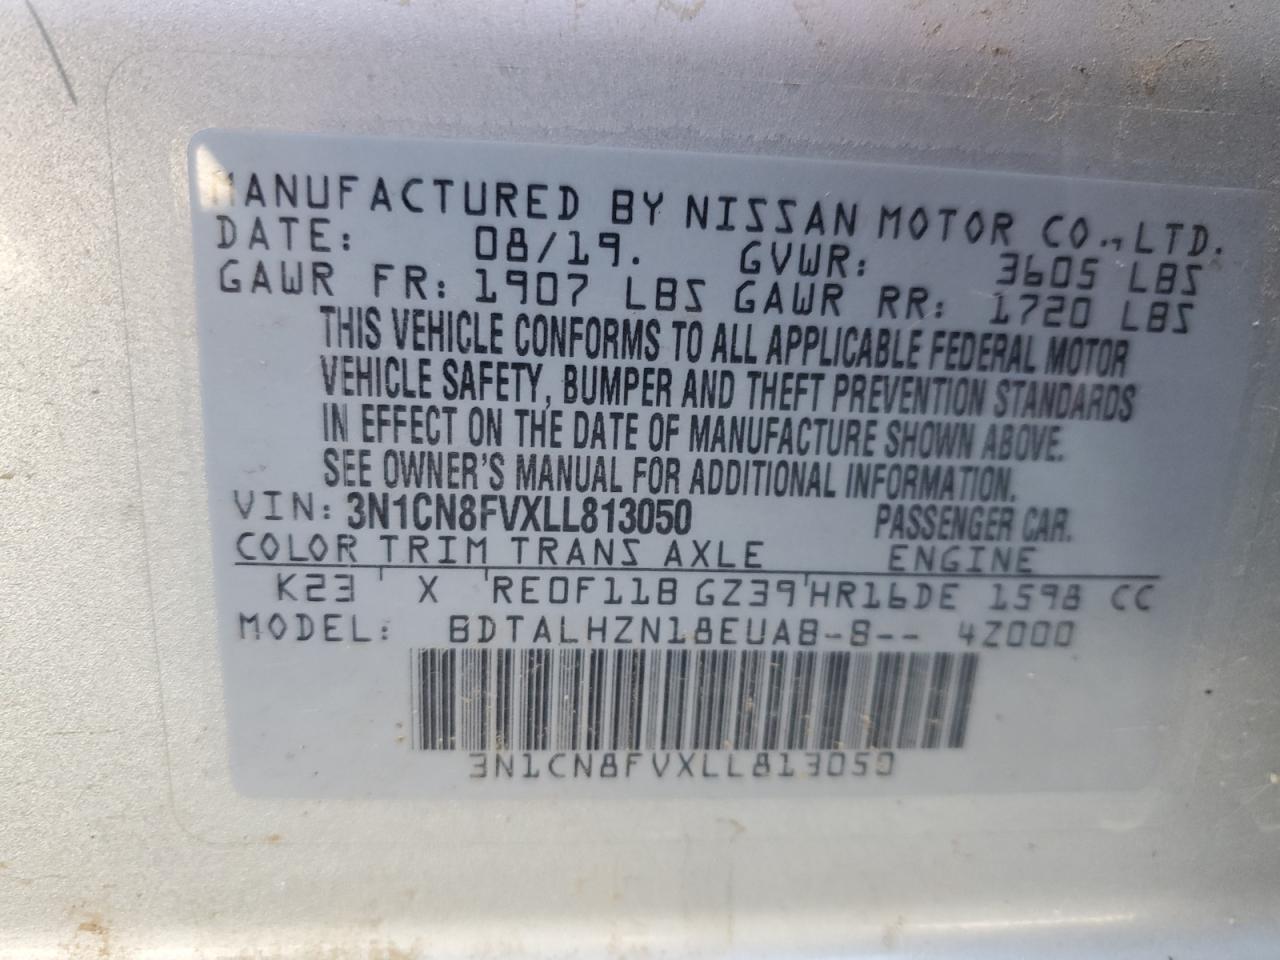 MANUFACTURED BY NISSAN MOTOR CO., LTD.
DATE: 08/19. GVWR: 3605 LBS
GAWR FR: 1907 LBS GAWR RR: 1720 LBS
THIS VEHICLE CONFORMS TO ALL APPLICABLE FEDERAL MOTOR
VEHICLE SAFETY, BUMPER AND THEFT PREVENTION STANDARDS
IN EFFECT ON THE DATE OF MANUFACTURE SHOWN ABOVE.
SEE OWNER'S MANUAL FOR ADDITIONAL INFORMATION.
VIN: 3N1CN8FVXLL813050 PASSENGER CAR.
COLOR TRIM TRANS AXLE ENGINE
K23 X RE0F11B GZ39 HR16DE 1598 CC
MODEL: BDTALHZN18EUAB-8-- 4Z000
3N1CN8FVXLL813050